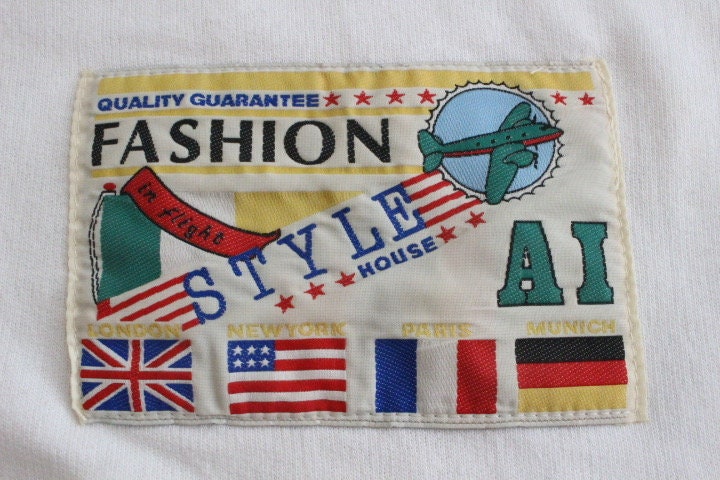 QUALITY GUARANTEE
FASHION
in Flight
STYLE
HOUSE
AI
LONDON NEWYORK PARIS MUNICH